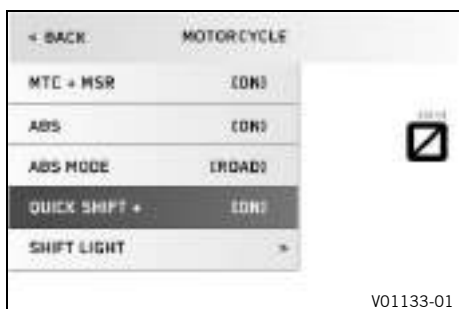 < BACK MOTORCYCLE
MTC + MSR [ON]
ABS [ON]
ABS MODE [ROAD]
QUICK SHIFT + [ON]
SHIFT LIGHT >
V01133-01